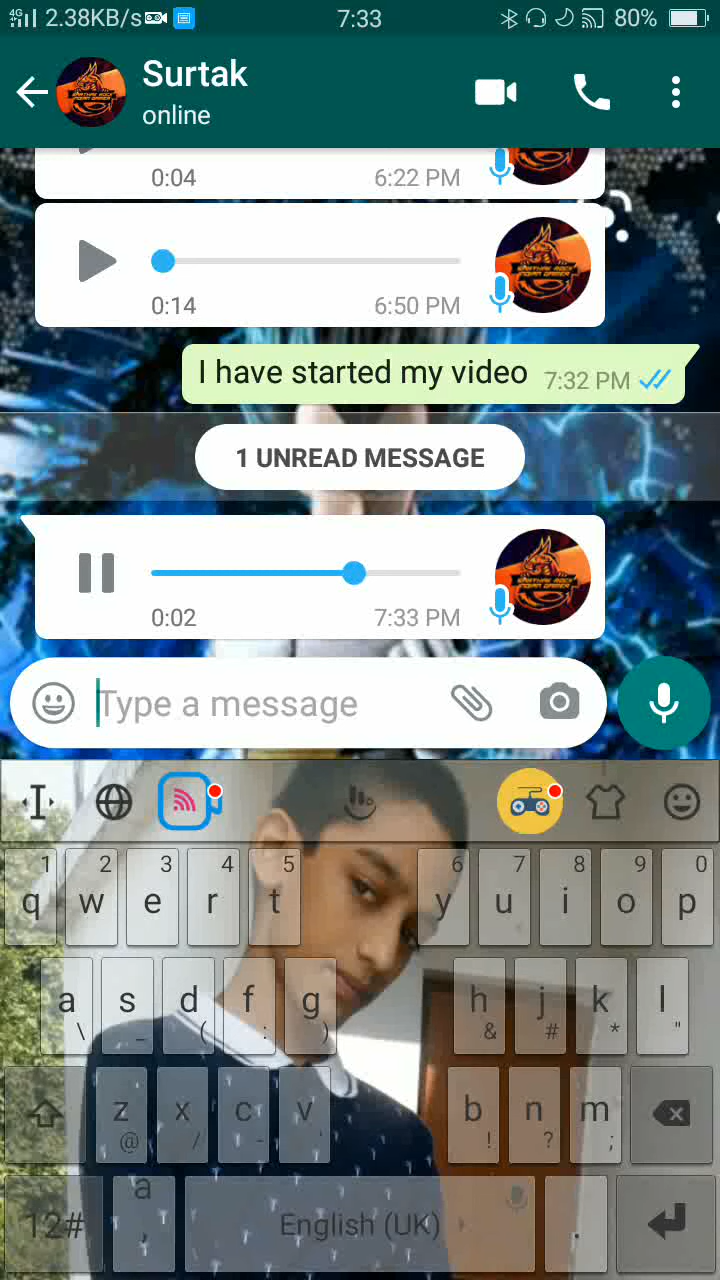 4G 2.38KB/s 7:33 80%
Surtak
online
0:04 6:22 PM
0:14 6:50 PM
I have started my video 7:32 PM
1 UNREAD MESSAGE
0:02 7:33 PM
Type a message
1 2 3 4 5 6 7 8 9 0
q w e r t y u i o p
a s d f g h j k l
\ _ ( : ) & # * "
z x c v b n m
@ / - ' ! ? ;
12# a , English (UK) .